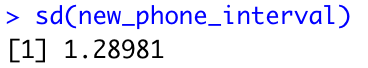 > sd(new_phone_interval)
[1] 1.28981